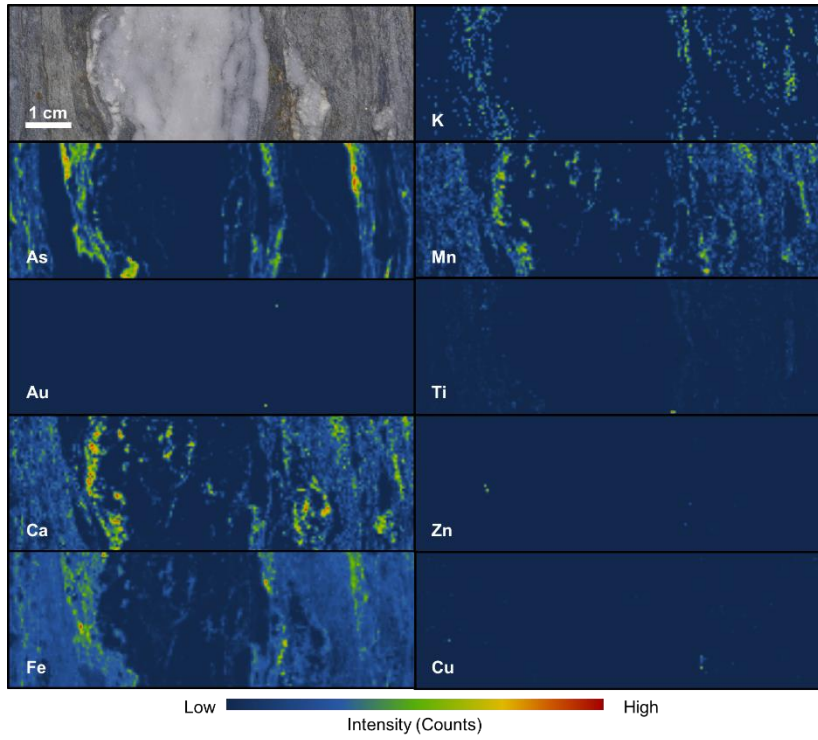 1 cm
K
As
Mn
Au
Ti
Ca
Zn
Fe
Cu
Low
High
Intensity (Counts)